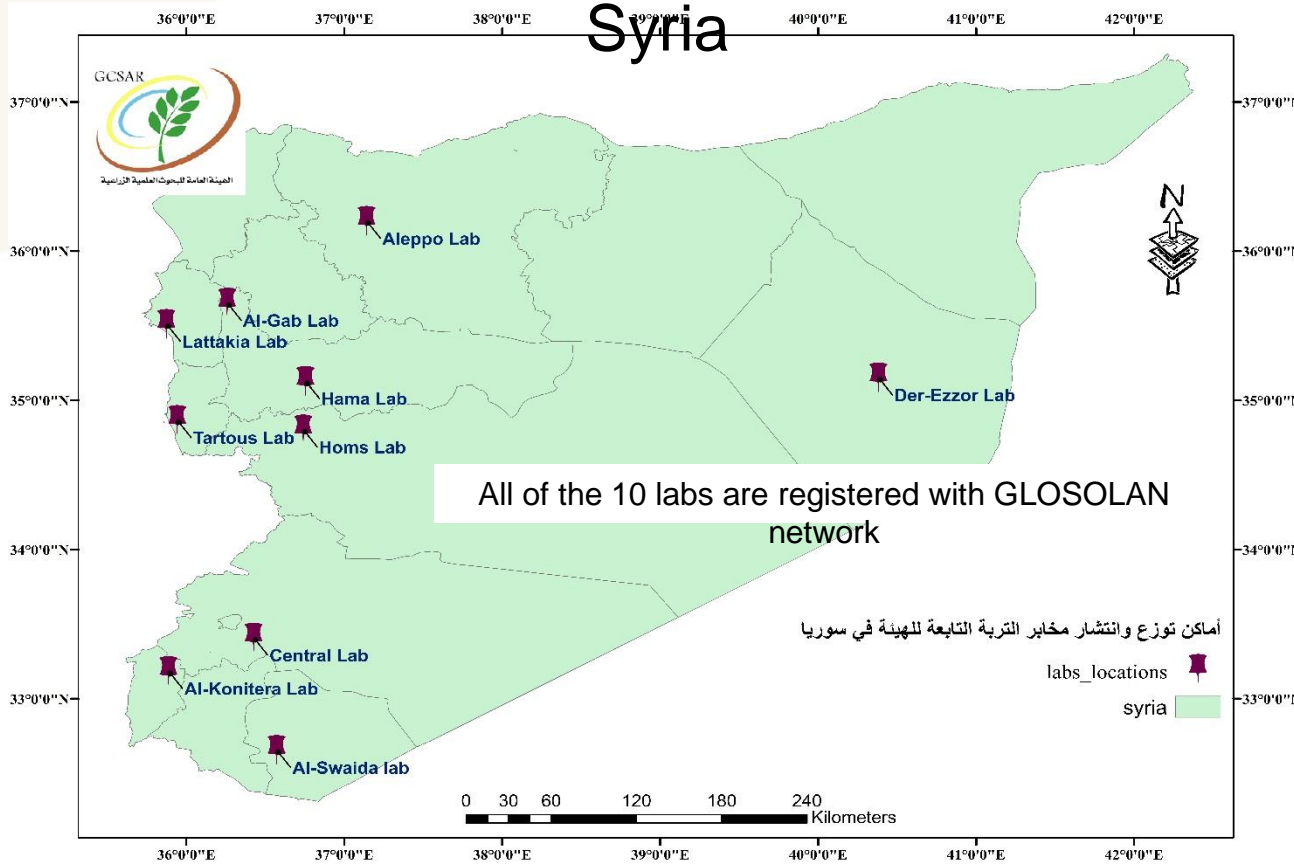 Syria
36°0'0"E 37°0'0"E 38°0'0"E 39°0'0"E 40°0'0"E 41°0'0"E 42°0'0"E
GCSAR
الهيئة العامة للبحوث العلمية الزراعية
37°0'0"N 37°0'0"N
N
Aleppo Lab
36°0'0"N 36°0'0"N
Al-Gab Lab
Lattakia Lab
Hama Lab
Der-Ezzor Lab
35°0'0"N 35°0'0"N
Tartous Lab
Homs Lab
All of the 10 labs are registered with GLOSOLAN
network
34°0'0"N 34°0'0"N
أماكن توزع وانتشار مخابر التربة التابعة للهيئة في سوريا
Central Lab
labs_locations
Al-Konitera Lab
33°0'0"N 33°0'0"N
syria
Al-Swaida lab
0 30 60 120 180 240
Kilometers
36°0'0"E 37°0'0"E 38°0'0"E 39°0'0"E 40°0'0"E 41°0'0"E 42°0'0"E